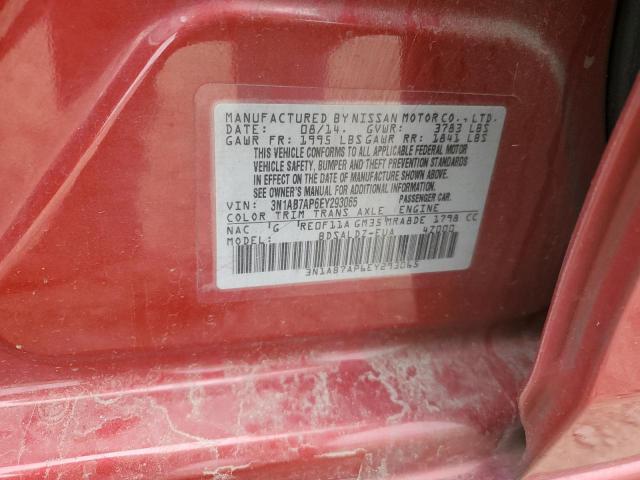 MANUFACTURED BY NISSAN MOTOR CO., LTD.
DATE: 08/14. GVWR: 3783 LBS
GAWR FR: 1995 LBS GAWR RR: 1841 LBS
THIS VEHICLE CONFORMS TO ALL APPLICABLE FEDERAL MOTOR
VEHICLE SAFETY, BUMPER AND THEFT PREVENTION STANDARDS
IN EFFECT ON THE DATE OF MANUFACTURE SHOWN ABOVE.
SEE OWNER'S MANUAL FOR ADDITIONAL INFORMATION.
VIN: 3N1AB7AP6EY293065 PASSENGER CAR.
COLOR TRIM TRANS AXLE ENGINE
NAC G RE0F11A GM35 MRA8DE 1798 CC
MODEL: BDSALDZ-EUA 47000
3N1AB7AP6EY293065